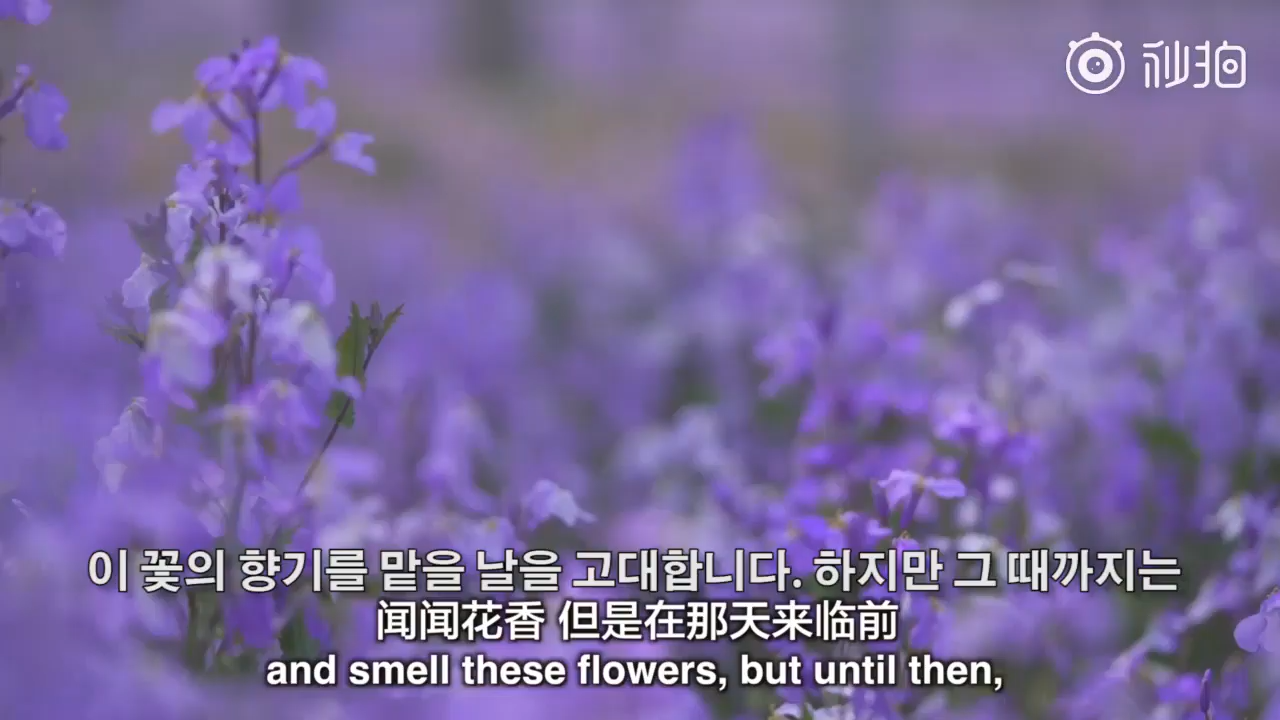 秒拍
이 꽃의 향기를 맡을 날을 고대합니다. 하지만 그 때까지는
闻闻花香 但是在那天来临前
and smell these flowers, but until then,